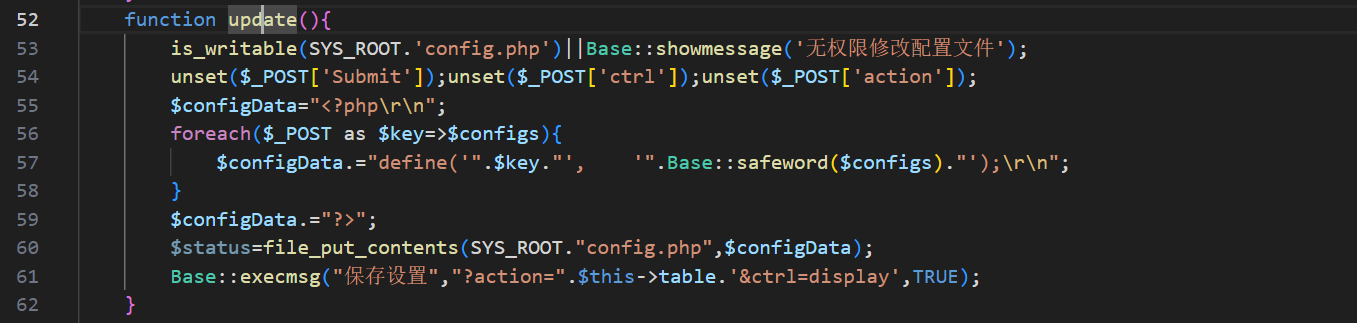 52 function update(){
53 is_writable(SYS_ROOT.'config.php')||Base::showmessage('无权限修改配置文件');
54 unset($_POST['Submit']);unset($_POST['ctrl']);unset($_POST['action']);
55 $configData="<?php\r\n";
56 foreach($_POST as $key=>$configs){
57 $configData.="define('".$key."',    '".Base::safeword($configs)."');\r\n";
58 }
59 $configData.="?>";
60 $status=file_put_contents(SYS_ROOT."config.php",$configData);
61 Base::execmsg("保存设置","?action=".$this->table.'&ctrl=display',TRUE);
62 }